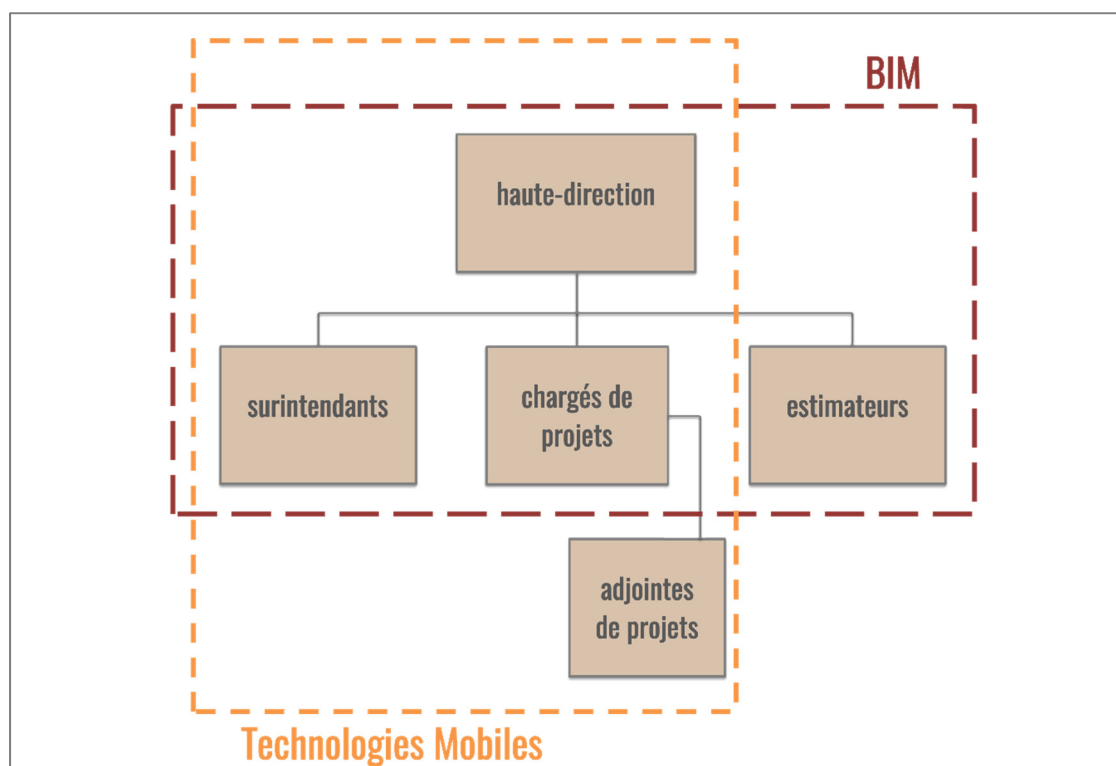 BIM
haute-direction
surintendants
chargés de
projets
estimateurs
adjointes
de projets
Technologies Mobiles